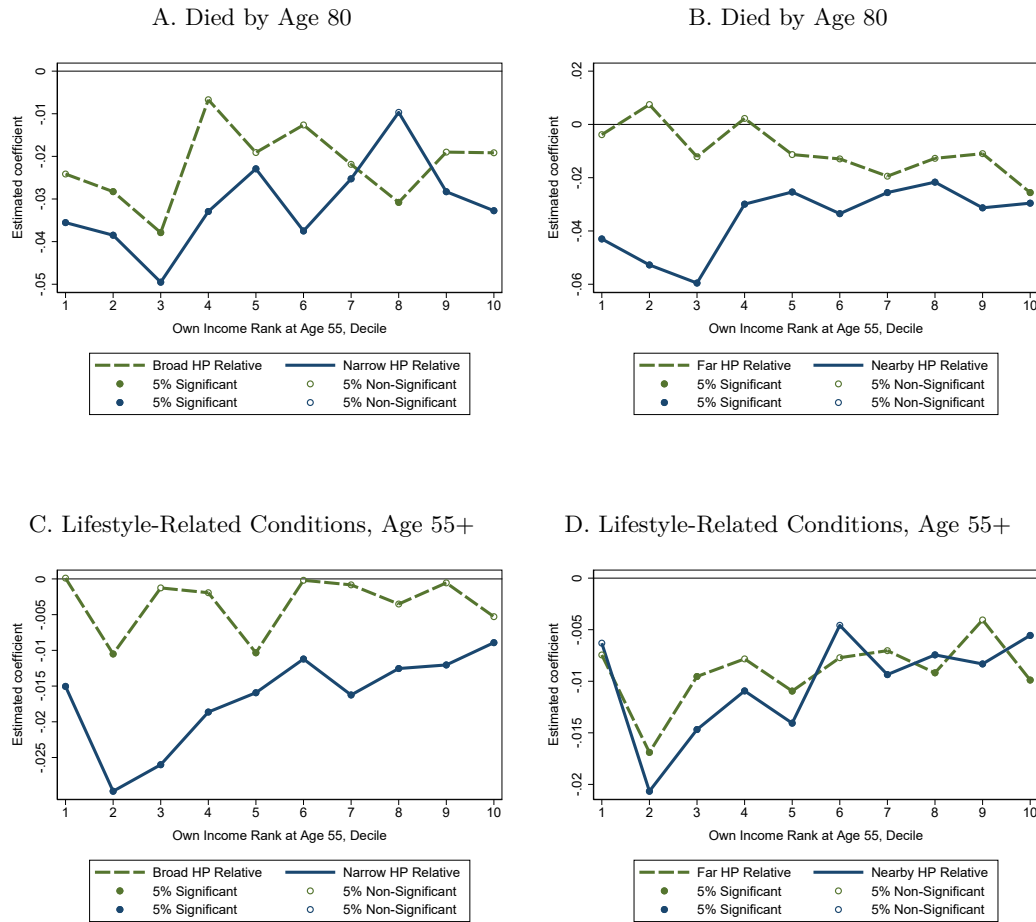 A. Died by Age 80
Estimated coefficient
0
-.01
-.02
-.03
-.04
-.05
1 2 3 4 5 6 7 8 9 10
Own Income Rank at Age 55, Decile
Broad HP Relative Narrow HP Relative
5% Significant 5% Non-Significant
5% Significant 5% Non-Significant
B. Died by Age 80
Estimated coefficient
.02
0
-.02
-.04
-.06
1 2 3 4 5 6 7 8 9 10
Own Income Rank at Age 55, Decile
Far HP Relative Nearby HP Relative
5% Significant 5% Non-Significant
5% Significant 5% Non-Significant
C. Lifestyle-Related Conditions, Age 55+
Estimated coefficient
0
-.005
-.01
-.015
-.02
-.025
1 2 3 4 5 6 7 8 9 10
Own Income Rank at Age 55, Decile
Broad HP Relative Narrow HP Relative
5% Significant 5% Non-Significant
5% Significant 5% Non-Significant
D. Lifestyle-Related Conditions, Age 55+
Estimated coefficient
0
-.005
-.01
-.015
-.02
1 2 3 4 5 6 7 8 9 10
Own Income Rank at Age 55, Decile
Far HP Relative Nearby HP Relative
5% Significant 5% Non-Significant
5% Significant 5% Non-Significant